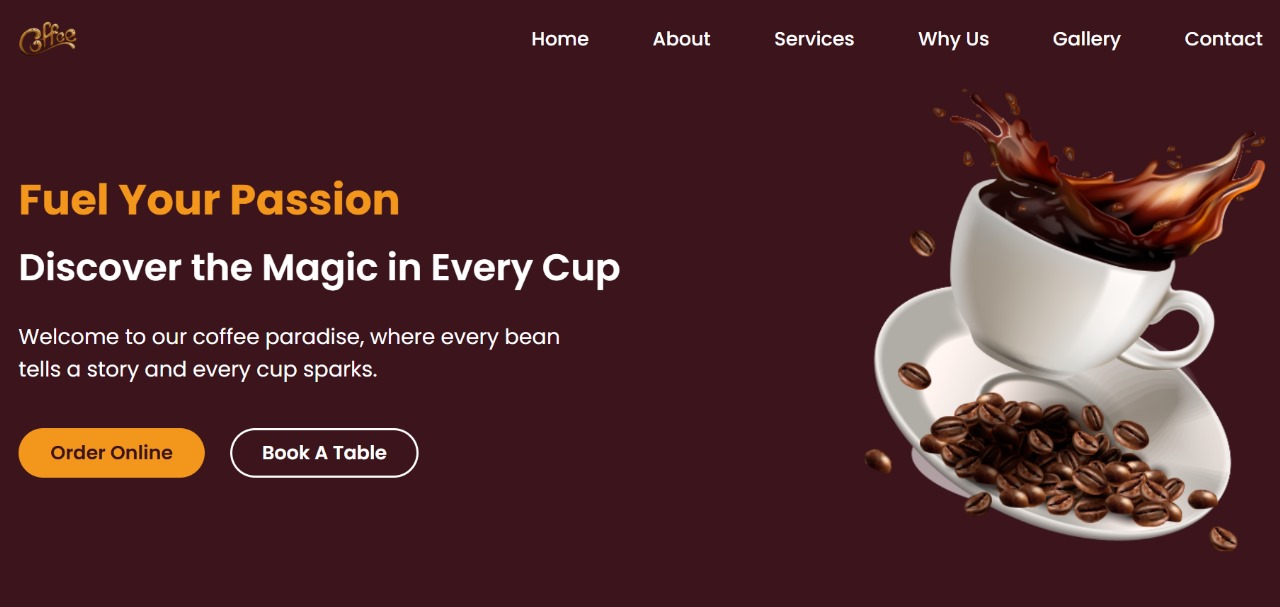 Coffee
Home About Services Why Us Gallery Contact
Fuel Your Passion
Discover the Magic in Every Cup
Welcome to our coffee paradise, where every bean
tells a story and every cup sparks.
Order Online Book A Table